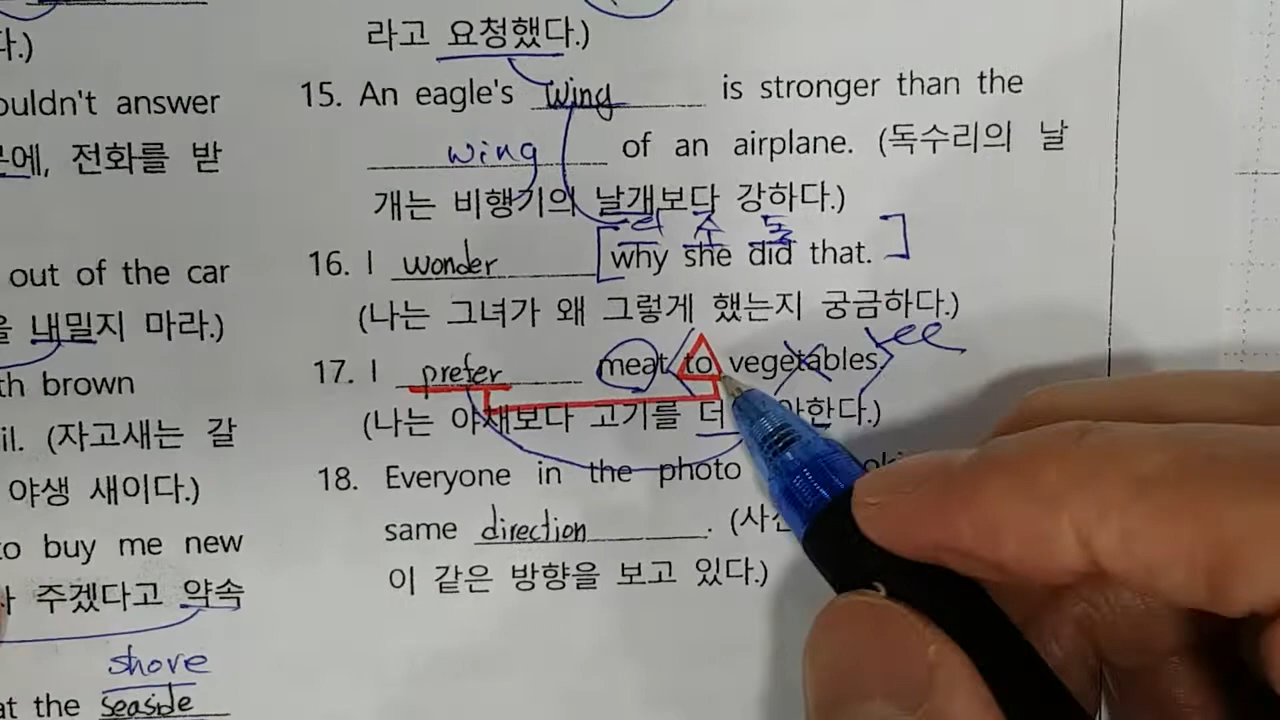 다.)
ouldn't answer
에, 전화를 받
out of the car
을 내밀지 마라.)
th brown
il. (자고새는 갈
야생 새이다.)
to buy me new
주겠다고 약속
shore
at the seaside
라고 요청했다.)
15. An eagle's wing is stronger than the
wing of an airplane. (독수리의 날
개는 비행기의 날개보다 강하다.)
주 동
16. I wonder [why she did that.]
(나는 그녀가 왜 그렇게 했는지 궁금하다.)
17. I prefer meat to vegetables.
(나는 야채보다 고기를 더 한다.)
18. Everyone in the photo
same direction. (사진
이 같은 방향을 보고 있다.)